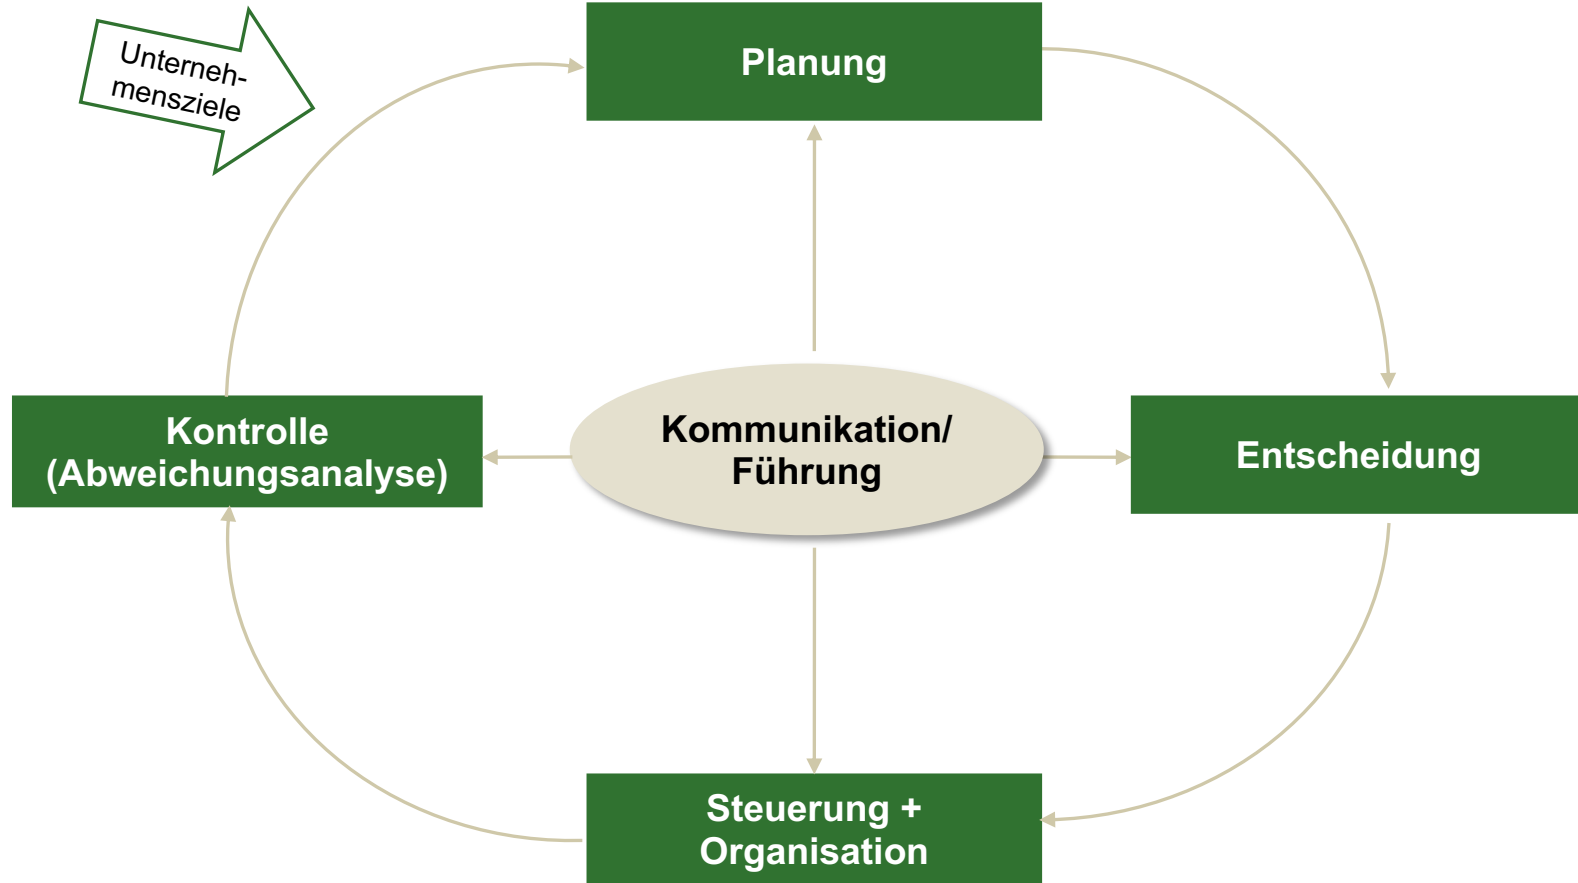 Unterneh-
mensziele
Planung
Kontrolle
(Abweichungsanalyse)
Kommunikation/
Führung
Entscheidung
Steuerung +
Organisation